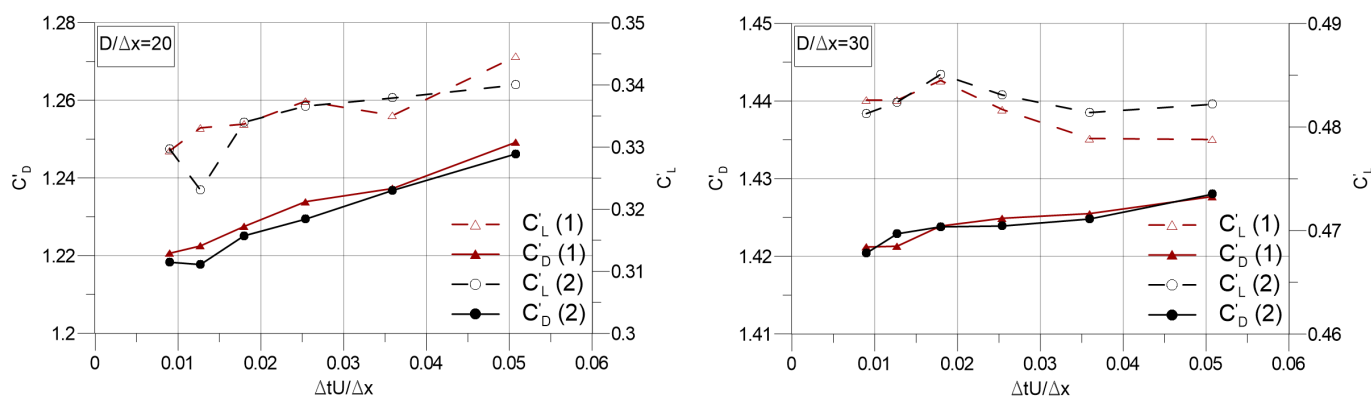 D/Δx=20
1.28
1.26
1.24
1.22
1.2
C'D
0.35
0.34
0.33
0.32
0.31
0.3
C'L
C'L (1)
C'D (1)
C'L (2)
C'D (2)
0 0.01 0.02 0.03 0.04 0.05 0.06
ΔtU/Δx
D/Δx=30
1.45
1.44
1.43
1.42
1.41
C'D
0.49
0.48
0.47
0.46
C'L
C'L (1)
C'D (1)
C'L (2)
C'D (2)
0 0.01 0.02 0.03 0.04 0.05 0.06
ΔtU/Δx